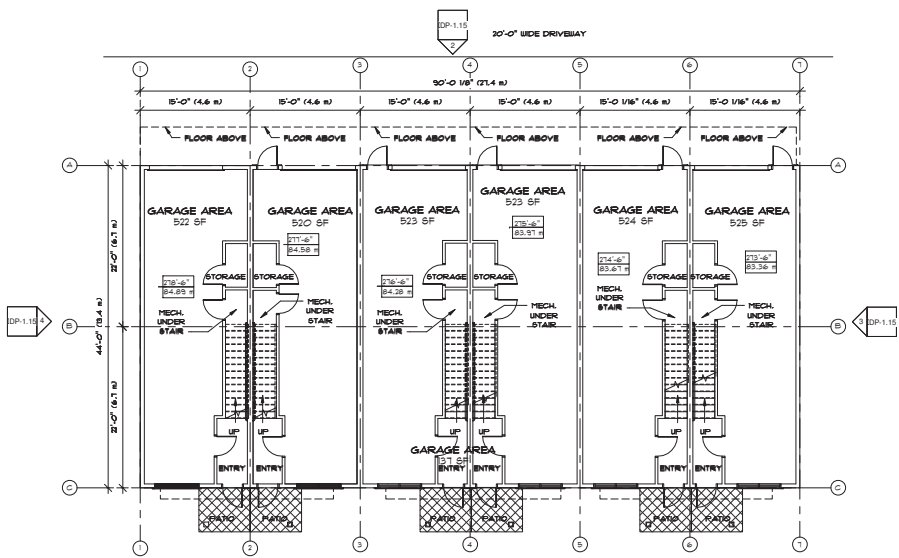 IDP-1.15
2
20'-0" WIDE DRIVEWAY
1 2 3 4 5 6 7
90'-0 1/8" (27.4 m)
15'-0" (4.6 m) 15'-0" (4.6 m) 15'-0" (4.6 m) 15'-0" (4.6 m) 15'-0 1/16" (4.6 m) 15'-0 1/16" (4.6 m)
FLOOR ABOVE FLOOR ABOVE FLOOR ABOVE FLOOR ABOVE FLOOR ABOVE FLOOR ABOVE
A A
GARAGE AREA
522 SF
GARAGE AREA
520 SF
GARAGE AREA
523 SF
GARAGE AREA
523 SF
GARAGE AREA
524 SF
GARAGE AREA
525 SF
278'-6"
84.89 m
277'-6"
84.58 m
276'-6"
84.28 m
275'-6"
83.97 m
274'-6"
83.67 m
273'-6"
83.36 m
STORAGE STORAGE STORAGE STORAGE STORAGE STORAGE
MECH.
UNDER
STAIR
MECH.
UNDER
STAIR
MECH.
UNDER
STAIR
MECH.
UNDER
STAIR
MECH.
UNDER
STAIR
MECH.
UNDER
STAIR
22'-0" (6.7 m)
44'-0" (13.4 m)
22'-0" (6.7 m)
IDP-1.15 4
B B
3 IDP-1.15
UP UP UP UP UP UP
GARAGE AREA
137 SF
ENTRY ENTRY ENTRY ENTRY ENTRY ENTRY
C C
PATIO PATIO PATIO PATIO PATIO PATIO
1 2 3 4 5 6 7